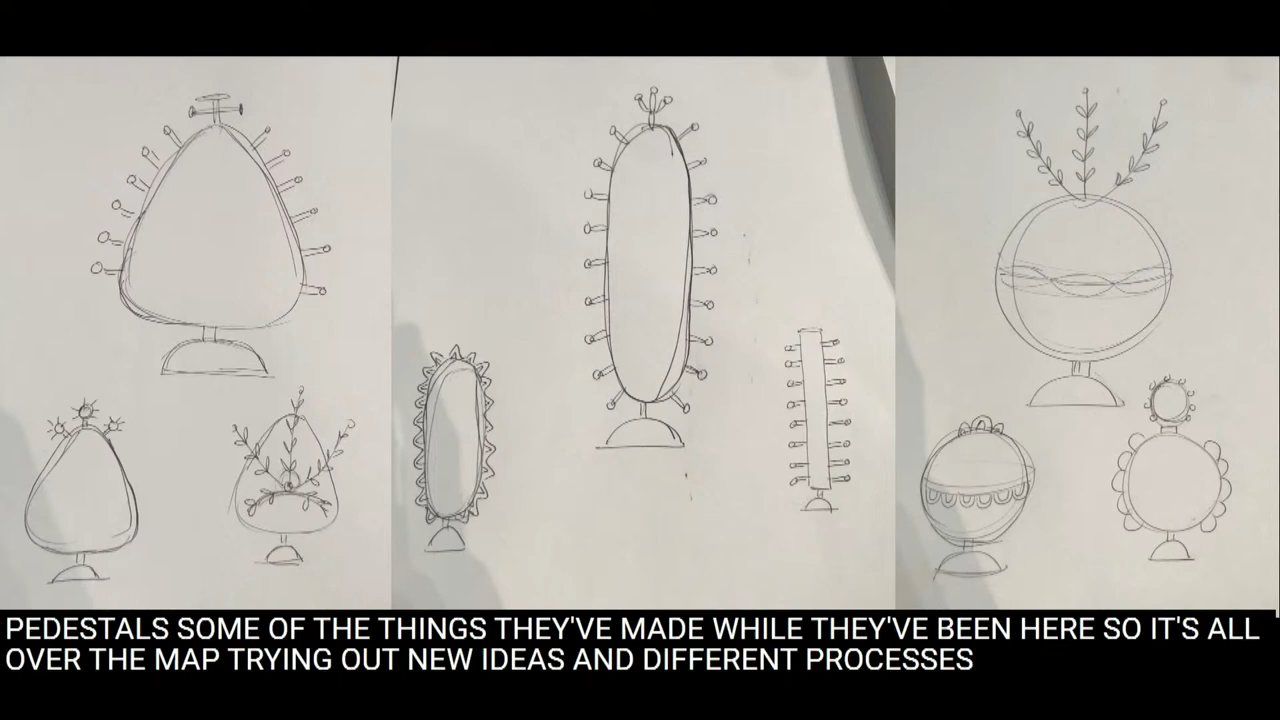 PEDESTALS SOME OF THE THINGS THEY'VE MADE WHILE THEY'VE BEEN HERE SO IT'S ALL
OVER THE MAP TRYING OUT NEW IDEAS AND DIFFERENT PROCESSES